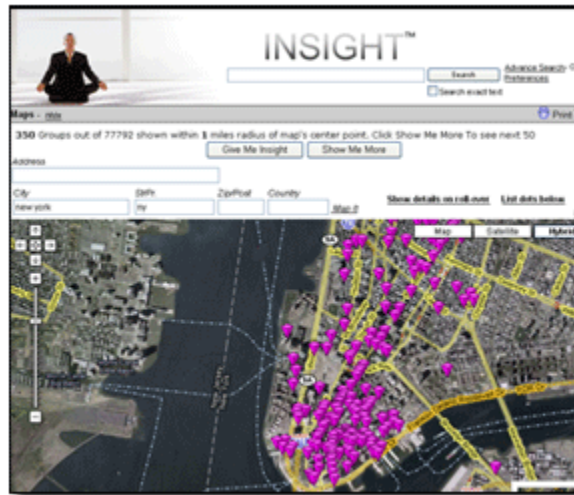 INSIGHT™
Search
Advance Search
Preferences
Search exact text
Maps -
Print
350 Groups out of 77792 shown within 1 miles radius of map's center point. Click Show Me More To see next 50
Give Me Insight Show Me More
Address
City St/Pr. Zip/Post Country
new york ny Map It
Show details on roll-over List dots below
Map Satellite Hybrid
9A
9A